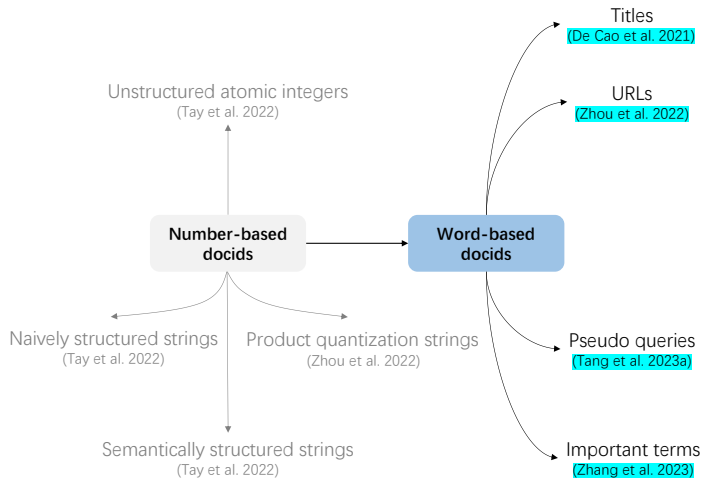 Titles
(De Cao et al. 2021)
Unstructured atomic integers
(Tay et al. 2022)
URLs
(Zhou et al. 2022)
Number-based
docids
Word-based
docids
Naively structured strings
(Tay et al. 2022)
Product quantization strings
(Zhou et al. 2022)
Pseudo queries
(Tang et al. 2023a)
Semantically structured strings
(Tay et al. 2022)
Important terms
(Zhang et al. 2023)